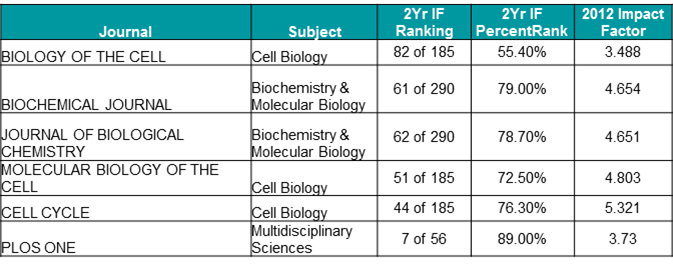 Journal Subject 2Yr IF Ranking 2Yr IF PercentRank 2012 Impact Factor
BIOLOGY OF THE CELL Cell Biology 82 of 185 55.40% 3.488
BIOCHEMICAL JOURNAL Biochemistry & Molecular Biology 61 of 290 79.00% 4.654
JOURNAL OF BIOLOGICAL CHEMISTRY Biochemistry & Molecular Biology 62 of 290 78.70% 4.651
MOLECULAR BIOLOGY OF THE CELL Cell Biology 51 of 185 72.50% 4.803
CELL CYCLE Cell Biology 44 of 185 76.30% 5.321
PLOS ONE Multidisciplinary Sciences 7 of 56 89.00% 3.73